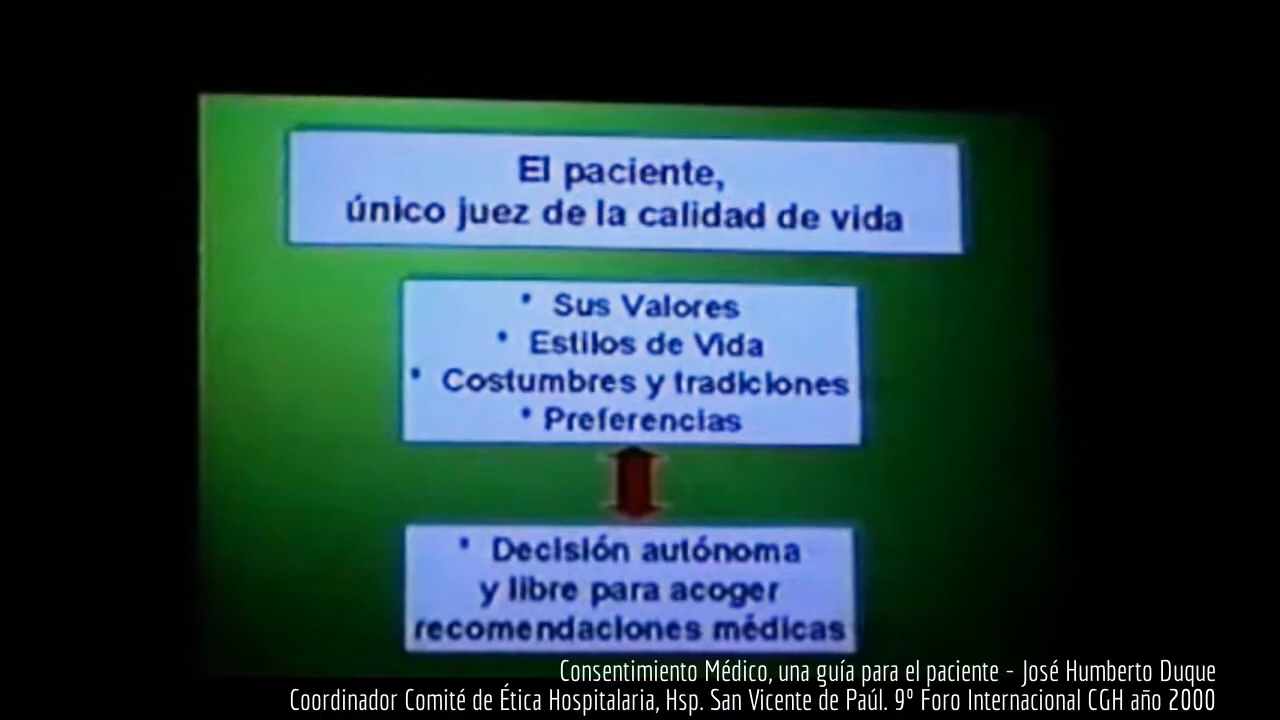 El paciente,
único juez de la calidad de vida
• Sus Valores
• Estilos de Vida
• Costumbres y tradiciones
• Preferencias
• Decisión autónoma
y libre para acoger
recomendaciones médicas
Consentimiento Médico, una guía para el paciente - José Humberto Duque
Coordinador Comité de Ética Hospitalaria, Hsp. San Vicente de Paúl. 9º Foro Internacional CGH año 2000